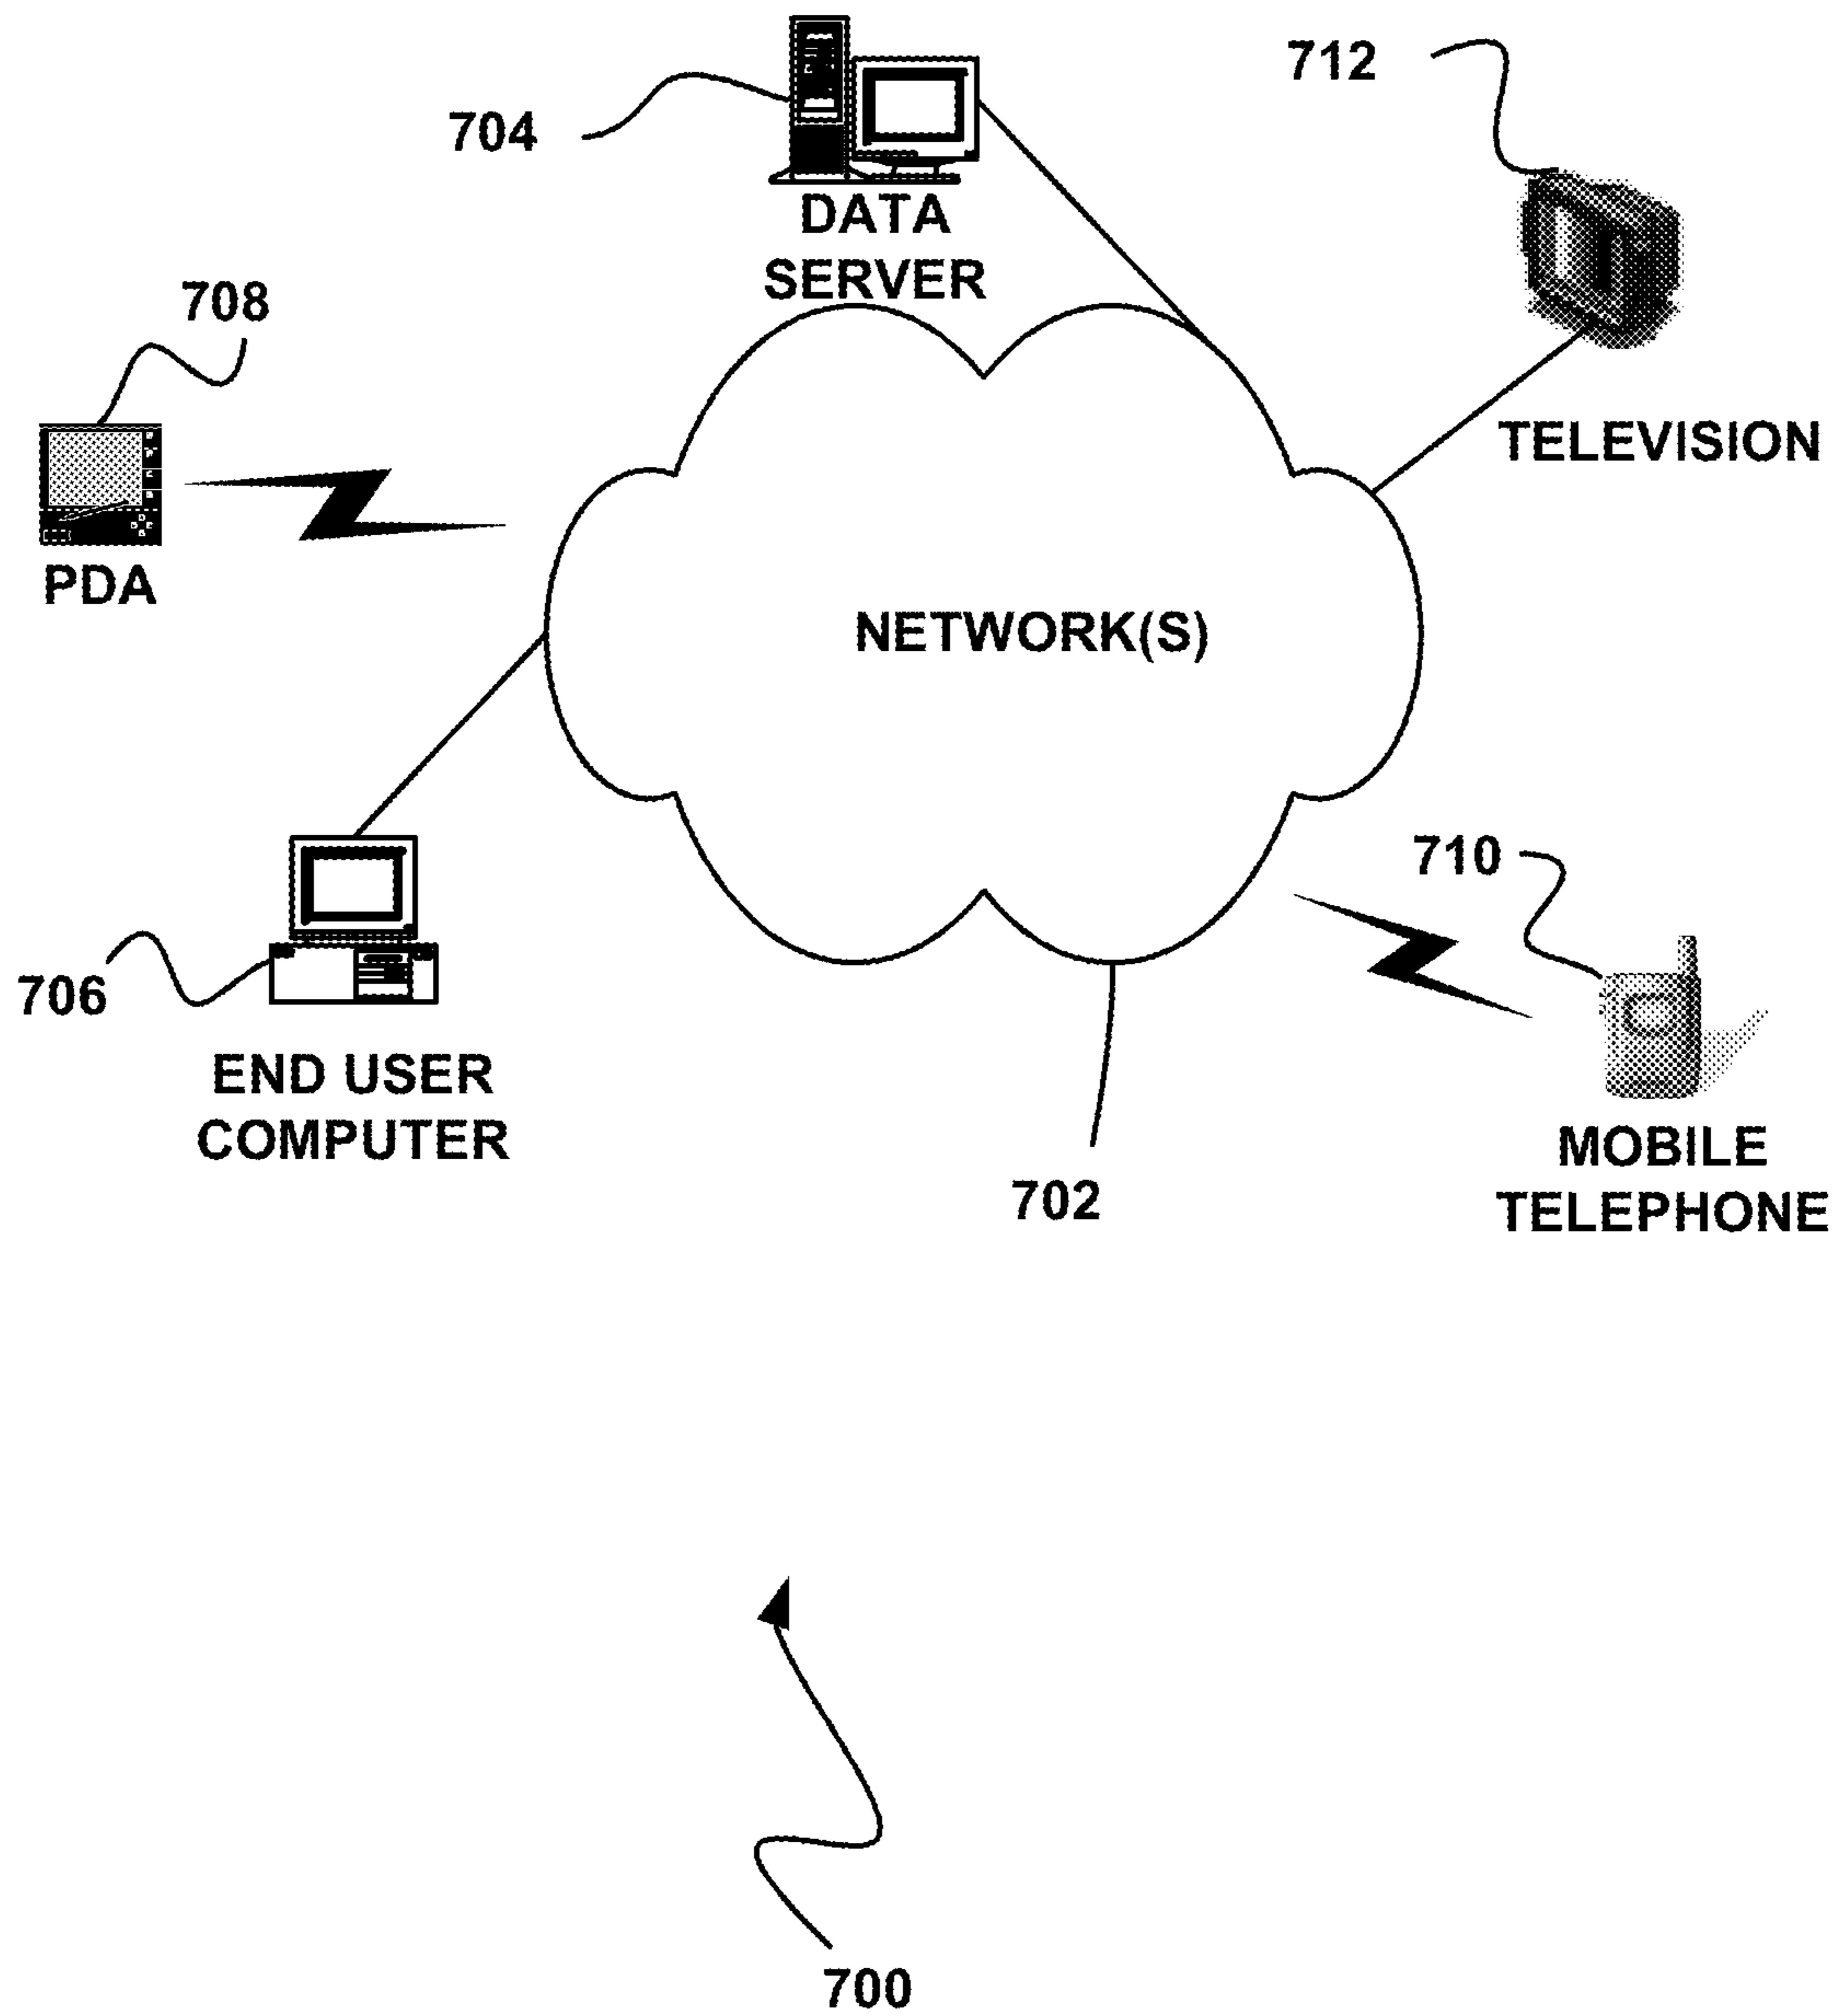 712
704
DATA
SERVER
708
TELEVISION
PDA
NETWORK(S)
710
706
END USER
COMPUTER
MOBILE
TELEPHONE
702
700